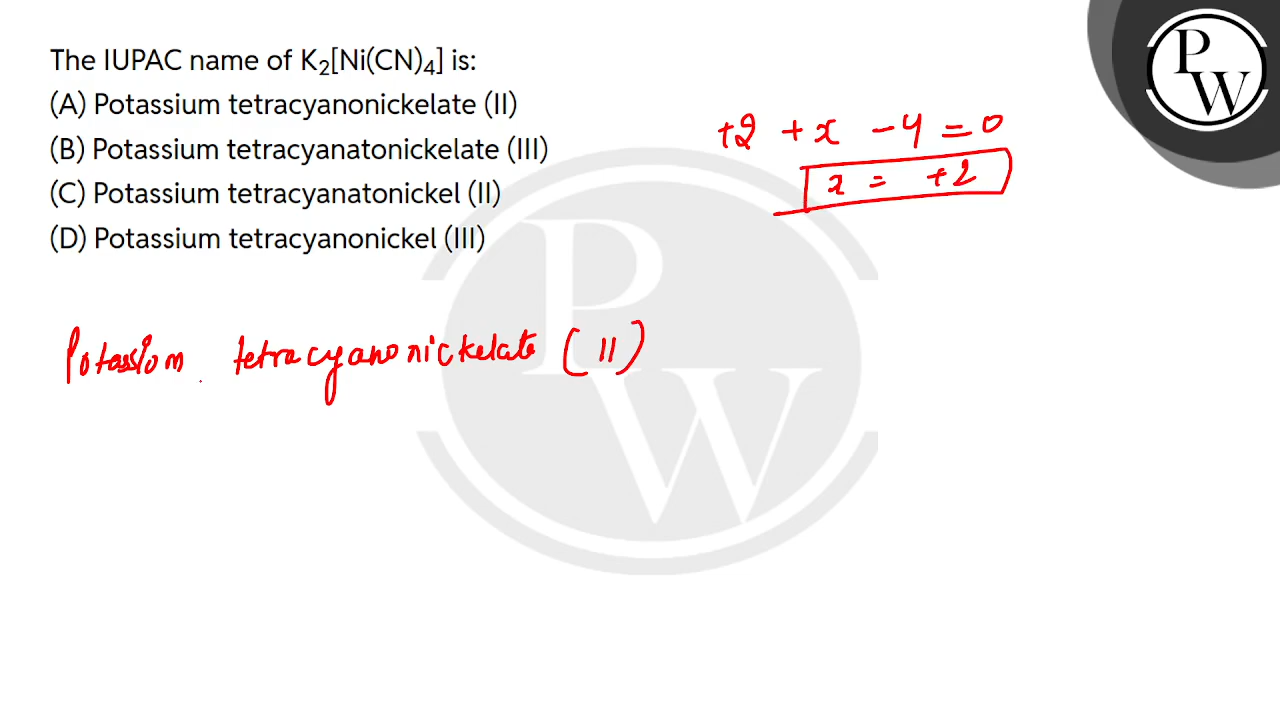 The IUPAC name of K₂[Ni(CN)₄] is:
(A) Potassium tetracyanonickelate (II)
(B) Potassium tetracyanatonickelate (III)
(C) Potassium tetracyanatonickel (II)
(D) Potassium tetracyanonickel (III)
+2 + x - 4 = 0
x = +2
Potassium tetracyanonickelate (II)
P
W
P
W